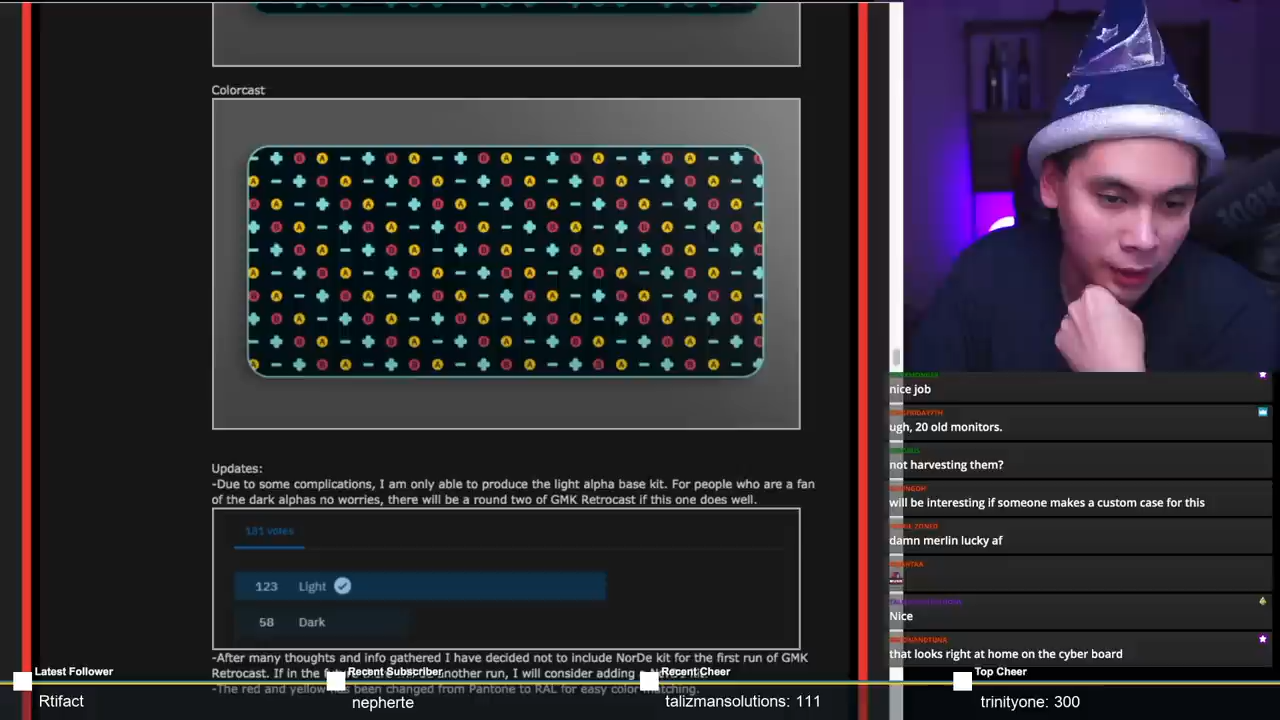 Colorcast
Updates:
-Due to some complications, I am only able to produce the light alpha base kit. For people who are a fan
of the dark alphas no worries, there will be a round two of GMK Retrocast if this one does well.
181 votes
123 Light
58 Dark
-After many thoughts and info gathered I have decided not to include NorDe kit for the first run of GMK
Retrocast. If in the another run, I will consider adding
-The red and yellow has been changed from Pantone to RAL for easy color matching.
nice job
ugh, 20 old monitors.
not harvesting them?
will be interesting if someone makes a custom case for this
damn merlin lucky af
Nice
that looks right at home on the cyber board
Latest Follower
Rtifact
Recent Subscriber
nepherte
Recent Cheer
talizmansolutions: 111
Top Cheer
trinityone: 300